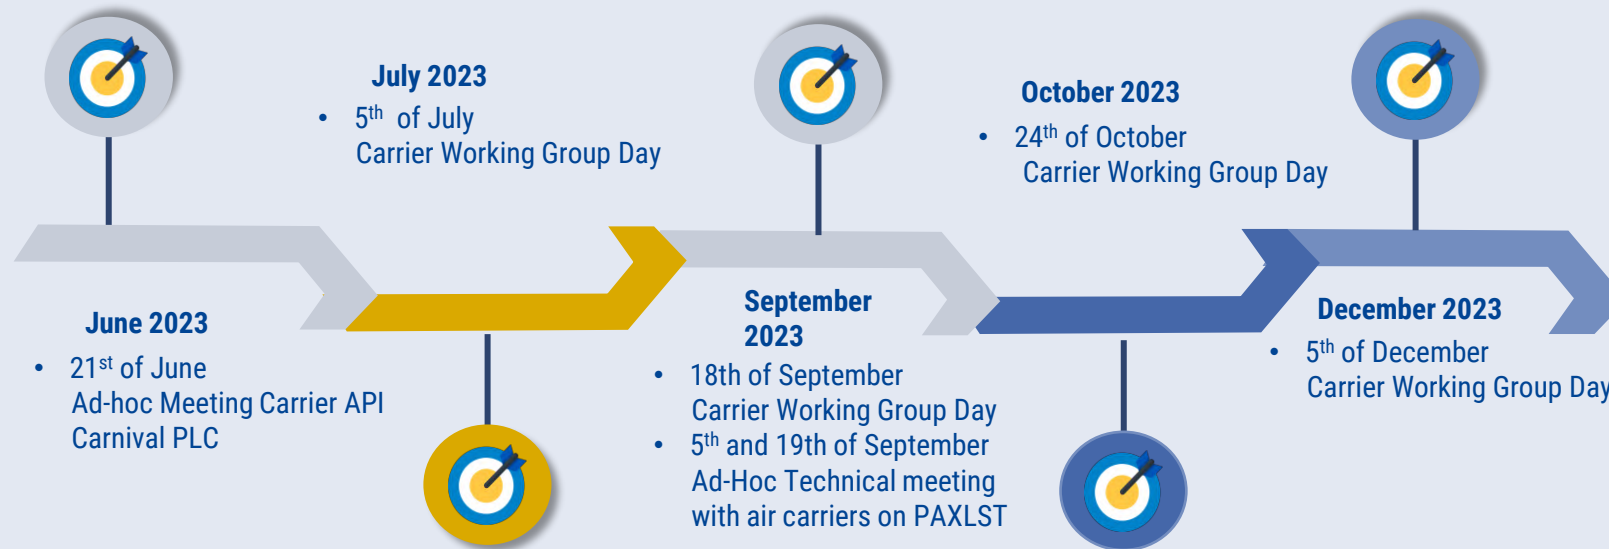 June 2023
• 21st of June
Ad-hoc Meeting Carrier API
Carnival PLC
July 2023
• 5th of July
Carrier Working Group Day
September
2023
• 18th of September
Carrier Working Group Day
• 5th and 19th of September
Ad-Hoc Technical meeting
with air carriers on PAXLST
October 2023
• 24th of October
Carrier Working Group Day
December 2023
• 5th of December
Carrier Working Group Day